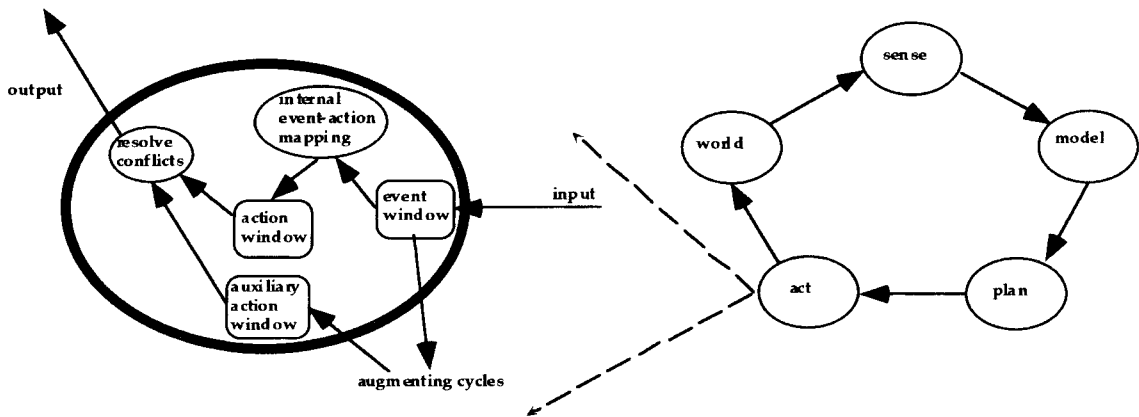 output
internal
event-action
mapping
resolve
conflicts
event
window
input
action
window
auxiliary
action
window
augmenting cycles
sense
world
model
act
plan